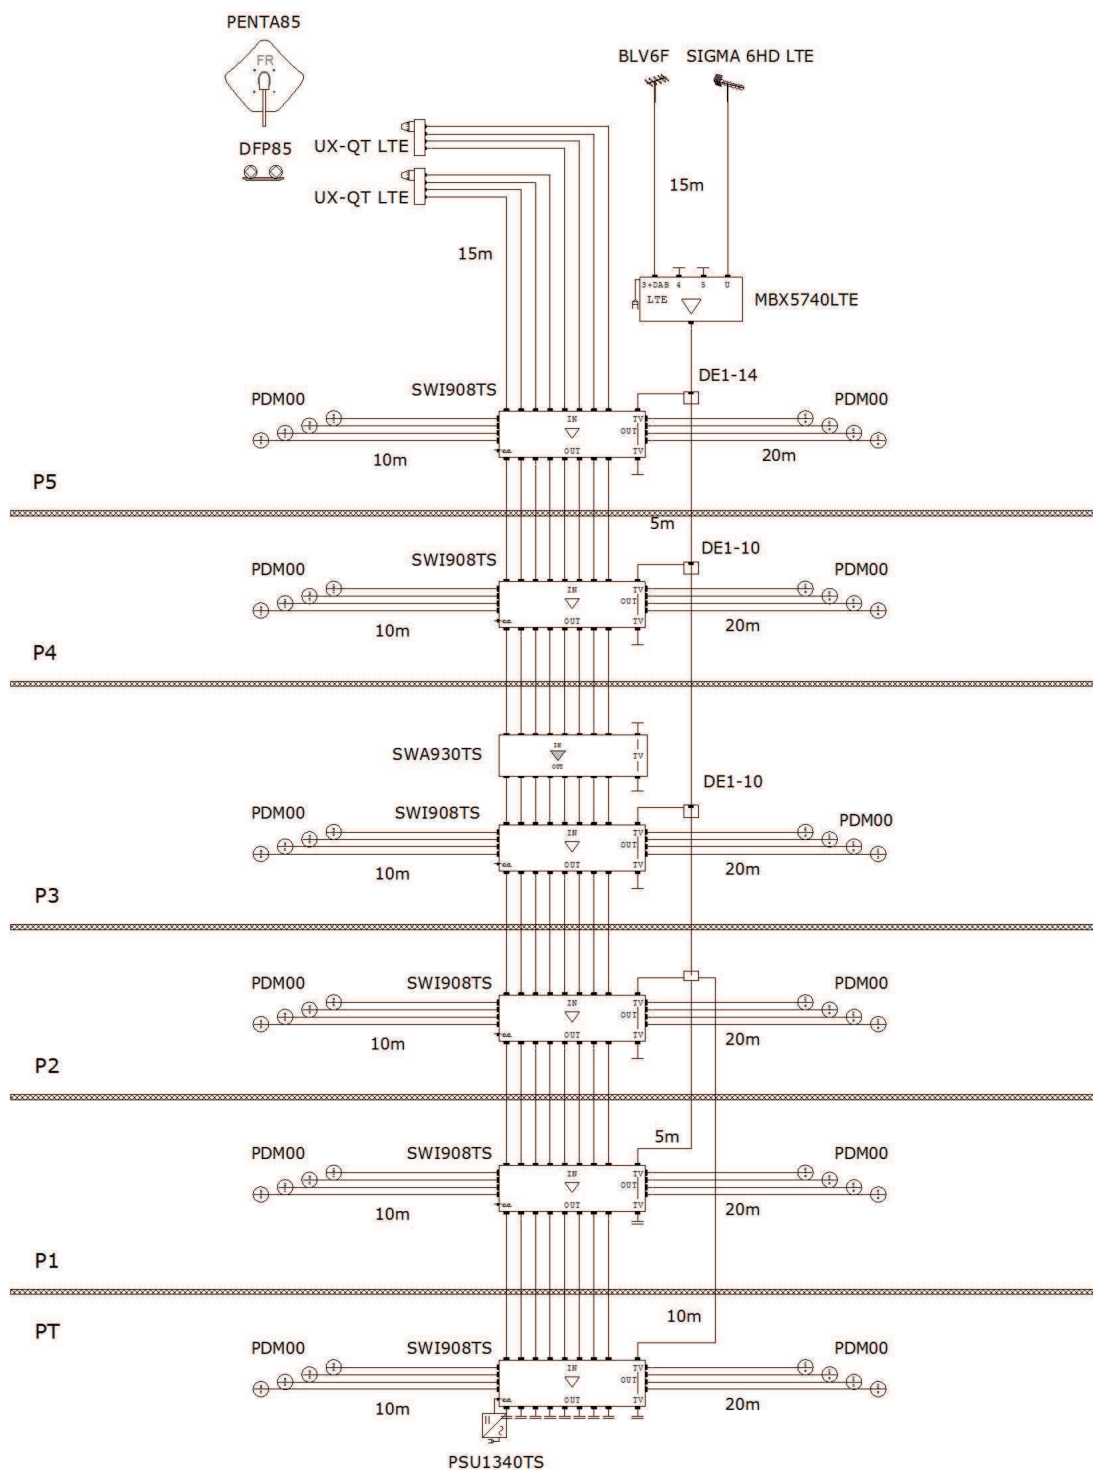 PENTA85
FR
DFP85
BLV6F SIGMA 6HD LTE
UX-QT LTE
UX-QT LTE
15m
15m
3+DAB 4 5 U
LTE
MBX5740LTE
DE1-14
SWI908TS
PDM00
PDM00
IN TV
OUT
OUT TV
10m
20m
P5
5m
DE1-10
SWI908TS
PDM00
PDM00
IN TV
OUT
OUT TV
10m
20m
P4
SWA930TS
IN
TV
OUT
DE1-10
SWI908TS
PDM00
PDM00
IN TV
OUT
OUT TV
10m
20m
P3
SWI908TS
PDM00
PDM00
IN TV
OUT
OUT TV
10m
20m
P2
5m
SWI908TS
PDM00
PDM00
IN TV
OUT
OUT TV
10m
20m
P1
10m
PT
SWI908TS
PDM00
PDM00
IN TV
OUT
OUT TV
10m
20m
PSU1340TS